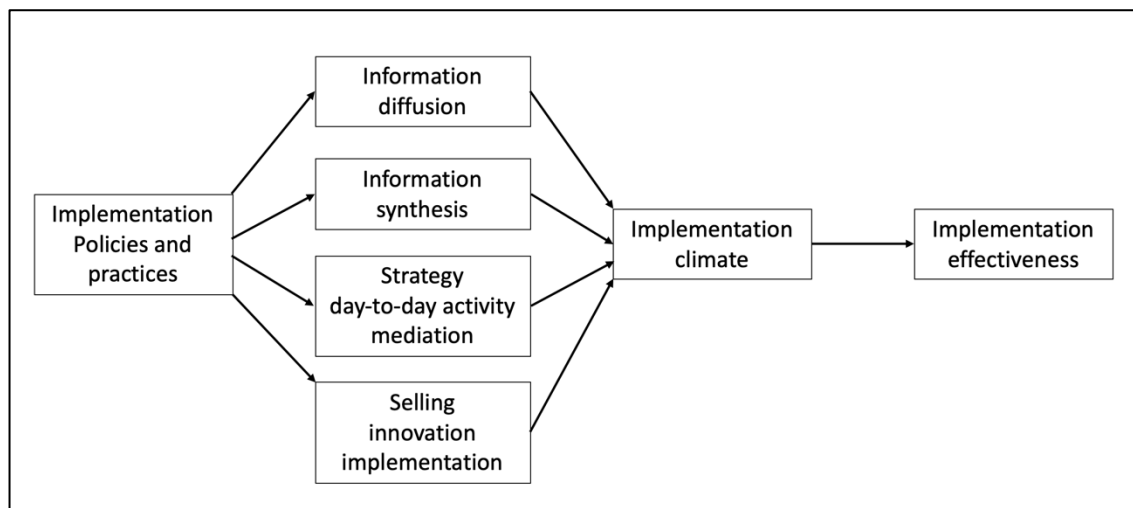 Information
diffusion
Information
synthesis
Implementation
Policies and
practices
Strategy
day-to-day activity
mediation
Selling
innovation
implementation
Implementation
climate
Implementation
effectiveness